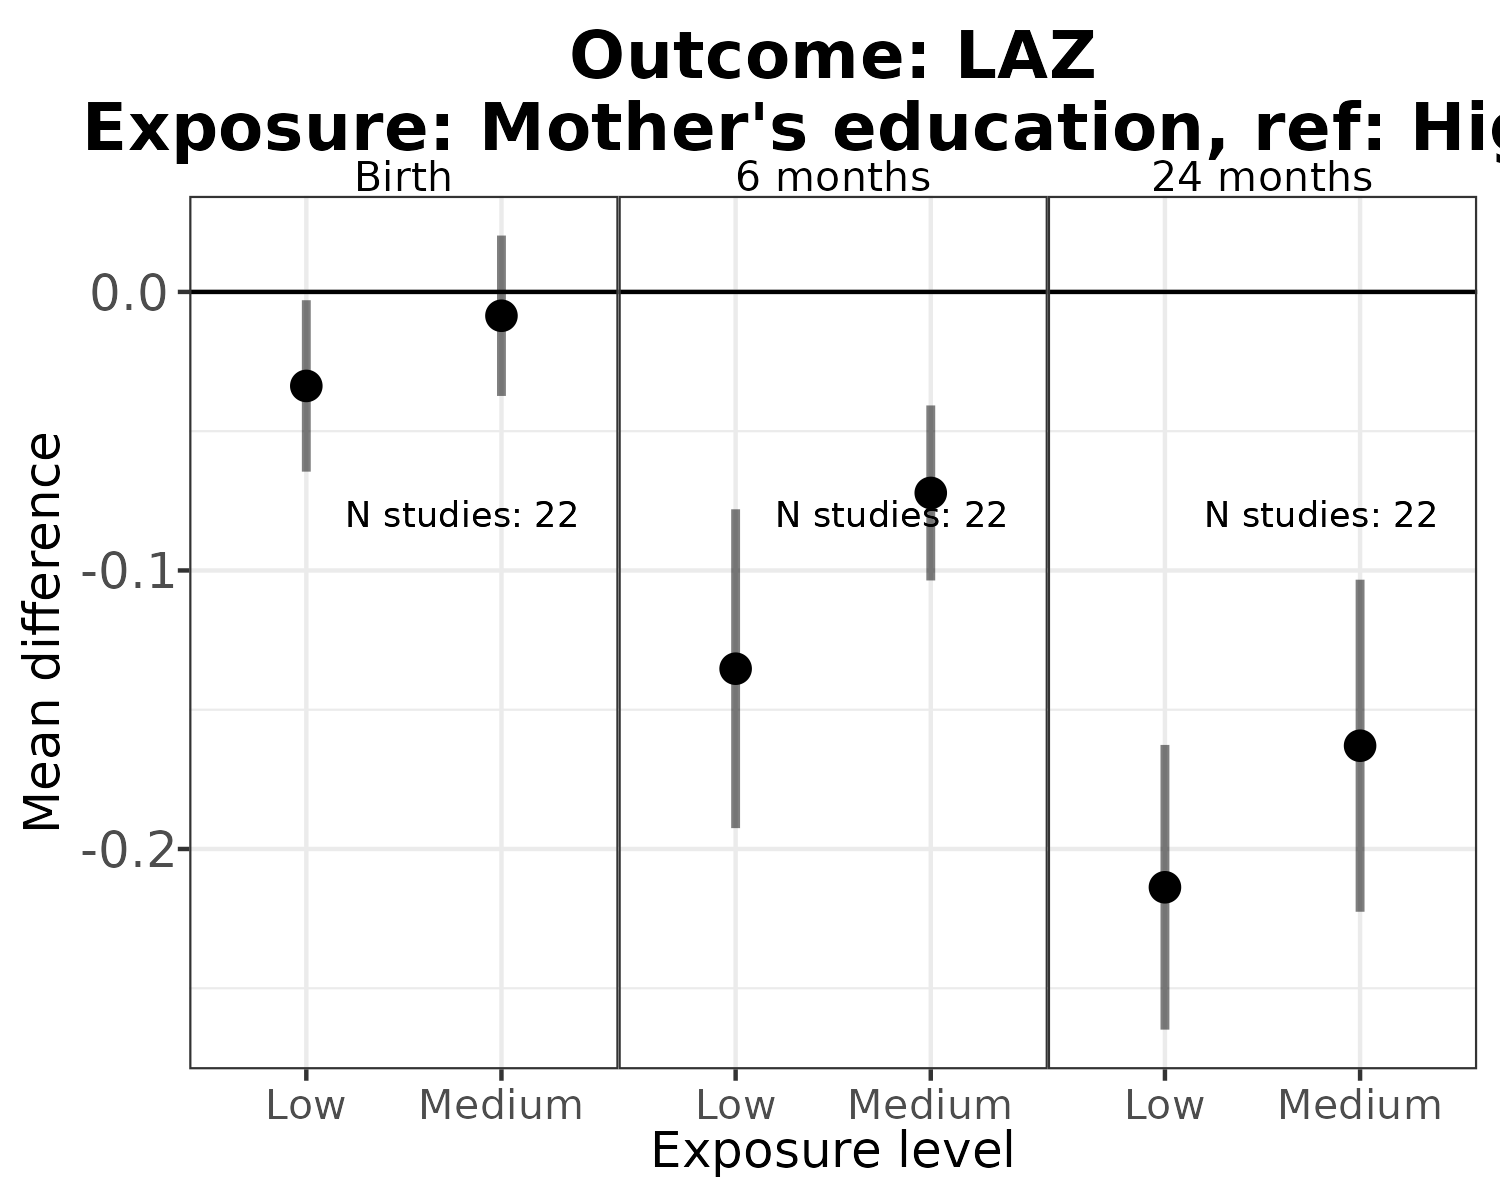 Outcome: LAZ
Exposure: Mother's education, ref: Hig
Birth
6 months
24 months
Mean difference
0.0
-0.1
-0.2
N studies: 22
N studies: 22
N studies: 22
Low
Medium
Low
Medium
Low
Medium
Exposure level